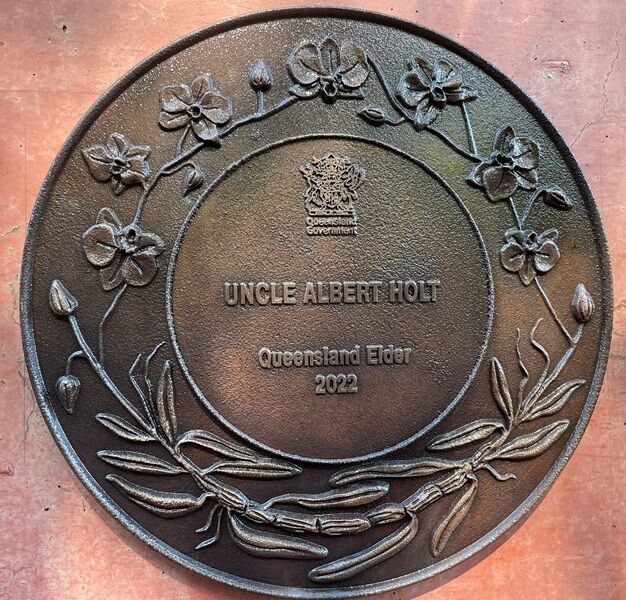 Queensland
Government
UNCLE ALBERT HOLT
Queensland Elder
2022